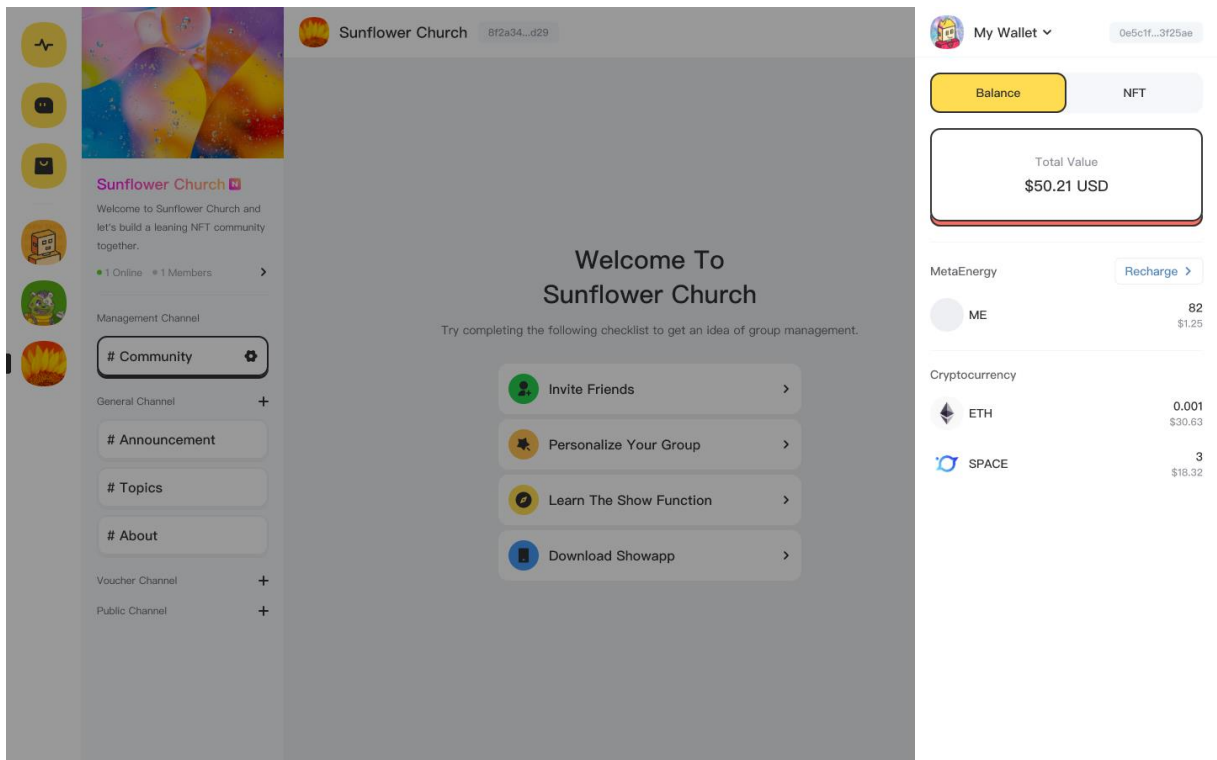 Sunflower Church N
Welcome to Sunflower Church and
let's build a leaning NFT community
together.
1 Online 1 Members
Management Channel
# Community
General Channel
# Announcement
# Topics
# About
Voucher Channel
Public Channel
Sunflower Church 8f2a34...d29
Welcome To
Sunflower Church
Try completing the following checklist to get an idea of group management.
Invite Friends
Personalize Your Group
Learn The Show Function
Download Showapp
My Wallet 0e5c1f...3f25ae
Balance NFT
Total Value
$50.21 USD
MetaEnergy Recharge
ME 82
$1.25
Cryptocurrency
ETH 0.001
$30.63
SPACE 3
$18.32